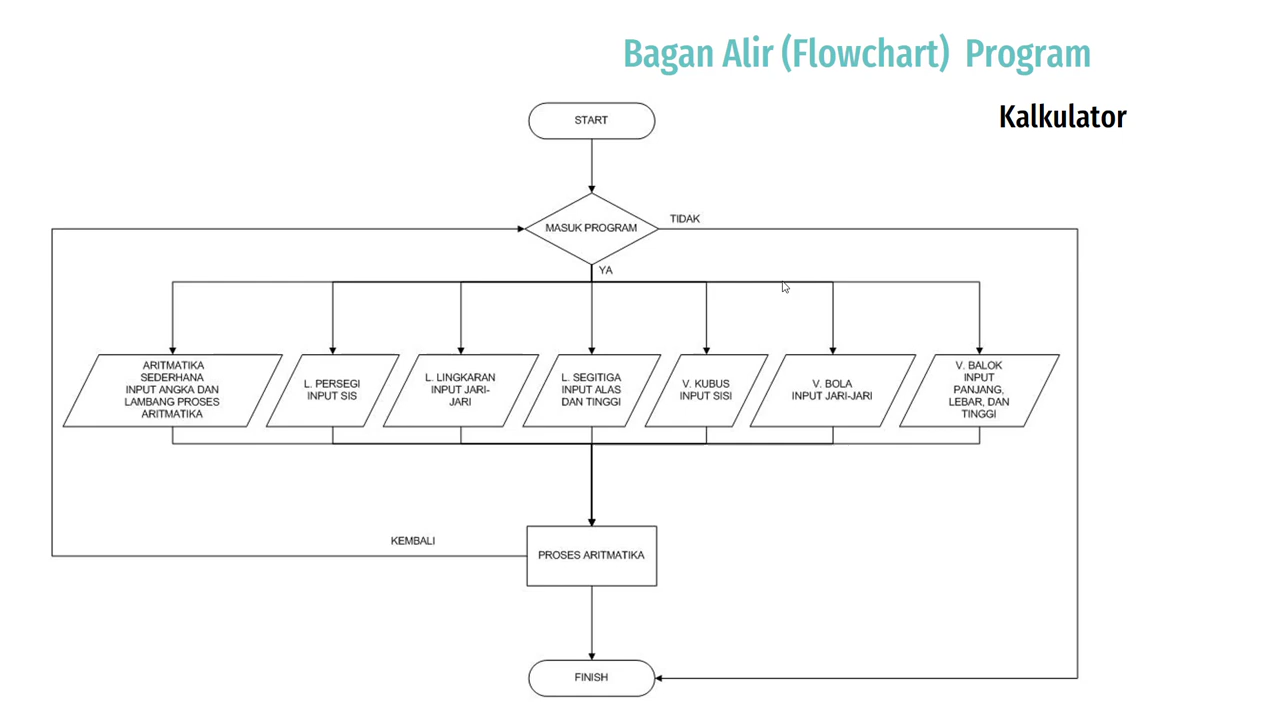 Bagan Alir (Flowchart) Program
Kalkulator
START
MASUK PROGRAM
TIDAK
YA
ARITMATIKA
SEDERHANA
INPUT ANGKA DAN
LAMBANG PROSES
ARITMATIKA
L. PERSEGI
INPUT SIS
L. LINGKARAN
INPUT JARI-
JARI
L. SEGITIGA
INPUT ALAS
DAN TINGGI
V. KUBUS
INPUT SISI
V. BOLA
INPUT JARI-JARI
V. BALOK
INPUT
PANJANG,
LEBAR, DAN
TINGGI
KEMBALI
PROSES ARITMATIKA
FINISH